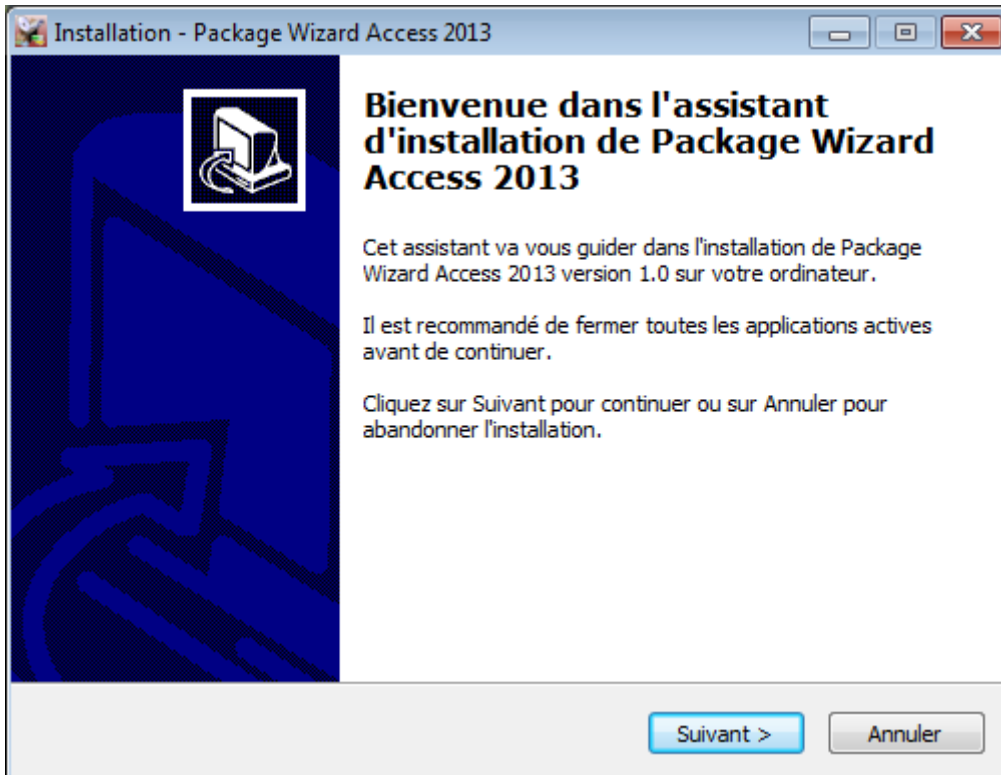 Installation - Package Wizard Access 2013
Bienvenue dans l'assistant
d'installation de Package Wizard
Access 2013
Cet assistant va vous guider dans l'installation de Package
Wizard Access 2013 version 1.0 sur votre ordinateur.
Il est recommandé de fermer toutes les applications actives
avant de continuer.
Cliquez sur Suivant pour continuer ou sur Annuler pour
abandonner l'installation.
Suivant >
Annuler